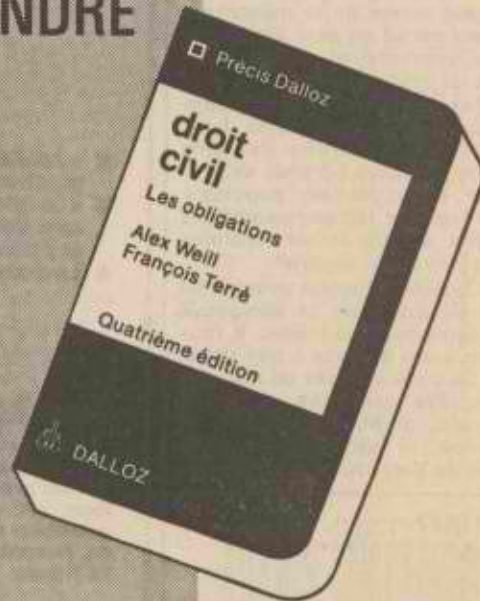 NDRE
Précis Dalloz
droit
civil
Les obligations
Alex Weill
François Terré
Quatrième édition
DALLOZ